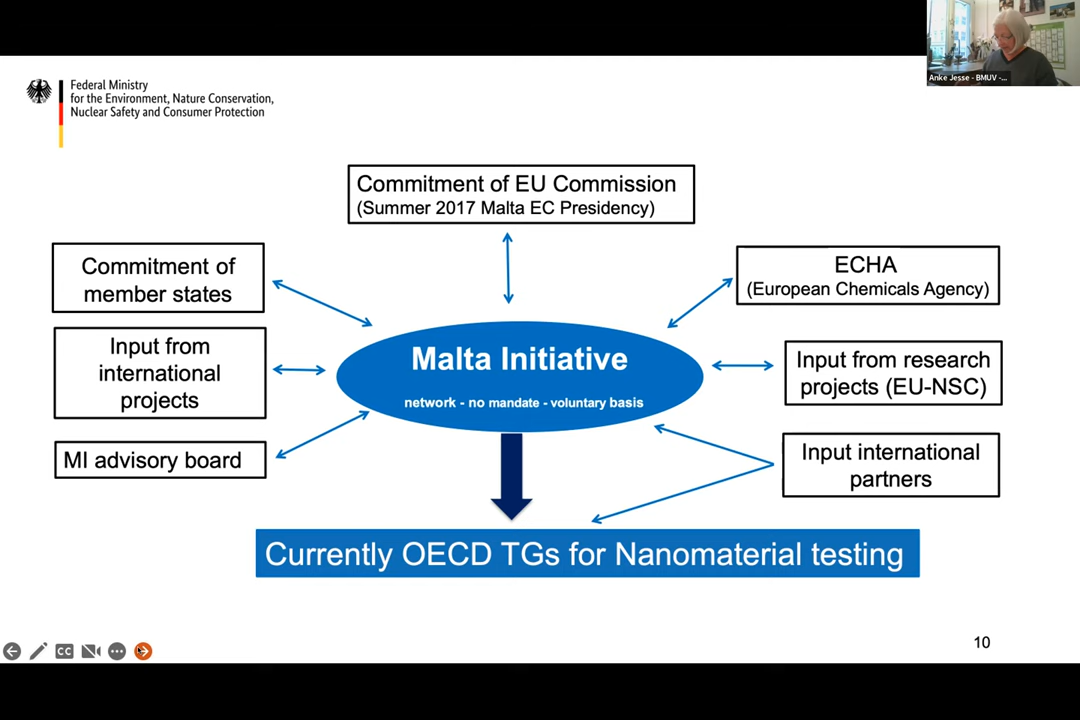 Anke Jesse - BMUV -...
Federal Ministry
for the Environment, Nature Conservation,
Nuclear Safety and Consumer Protection
Commitment of EU Commission
(Summer 2017 Malta EC Presidency)
Commitment of
member states
ECHA
(European Chemicals Agency)
Input from
international
projects
Malta Initiative
network - no mandate - voluntary basis
Input from research
projects (EU-NSC)
MI advisory board
Input international
partners
Currently OECD TGs for Nanomaterial testing
10
CC